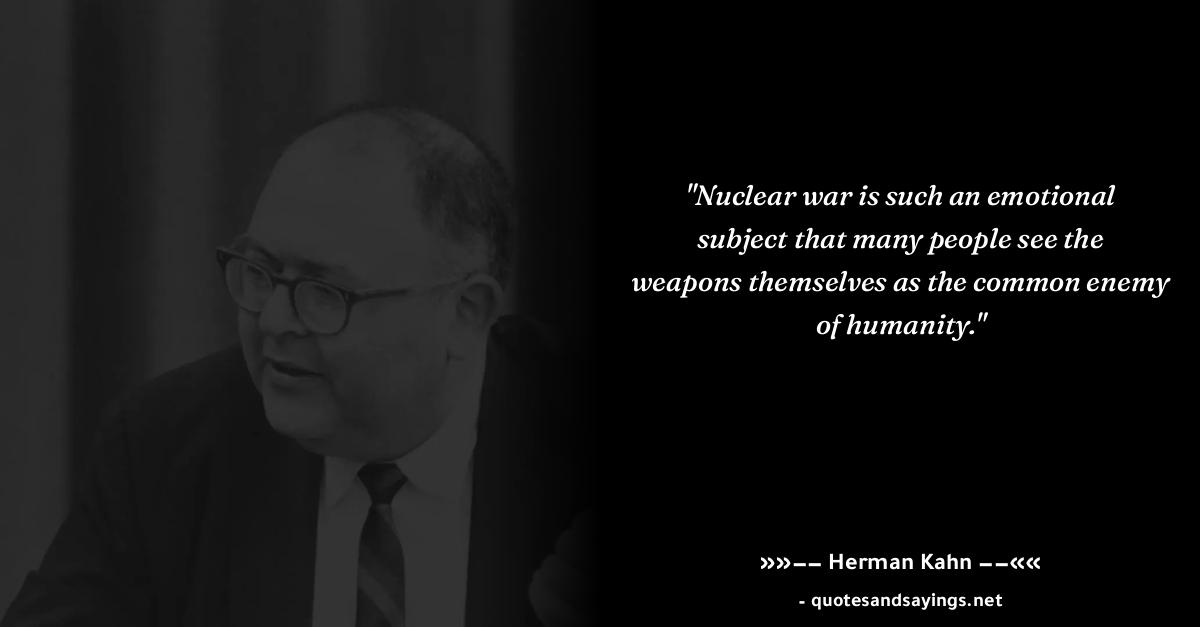 "Nuclear war is such an emotional
subject that many people see the
weapons themselves as the common enemy
of humanity."
»»−− Herman Kahn −−««
- quotesandsayings.net